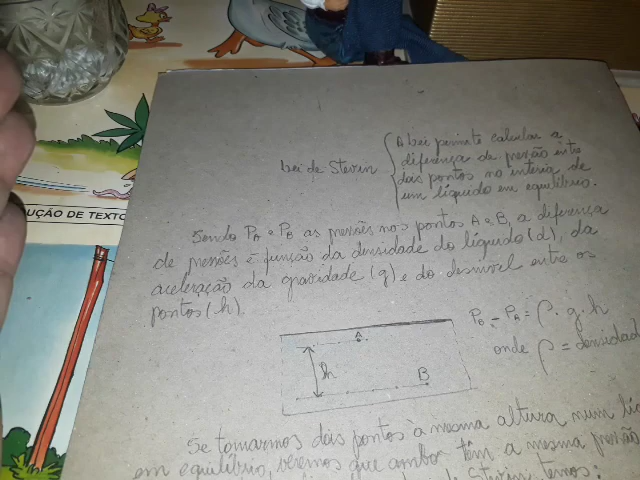 Lei de Stevin
A Lei permite calcular a
diferença de pressão entre
dois pontos no interior de
um líquido em equilíbrio.
UÇÃO DE TEXTO
Sendo PA e PB as pressões nos pontos A e B, a diferença
de pressões é função da densidade do líquido (d), da
aceleração da gravidade (g) e do desnível entre os
pontos (h).
PB - PA = ρ . g . h
onde ρ = densidade
A
h
B
Se tomarmos dois pontos à mesma altura num
em equilíbrio, veremos que ambos têm a mesma pressão
de Stevin, temos: